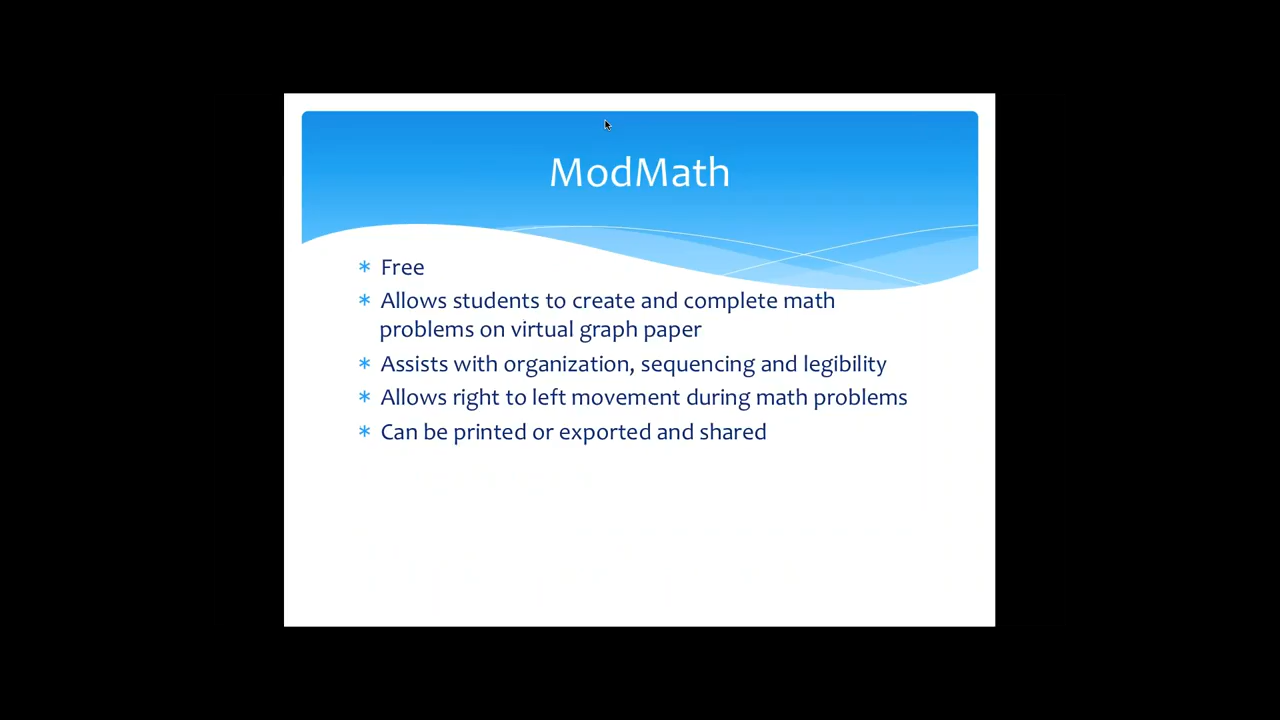 ModMath
* Free
* Allows students to create and complete math
problems on virtual graph paper
* Assists with organization, sequencing and legibility
* Allows right to left movement during math problems
* Can be printed or exported and shared